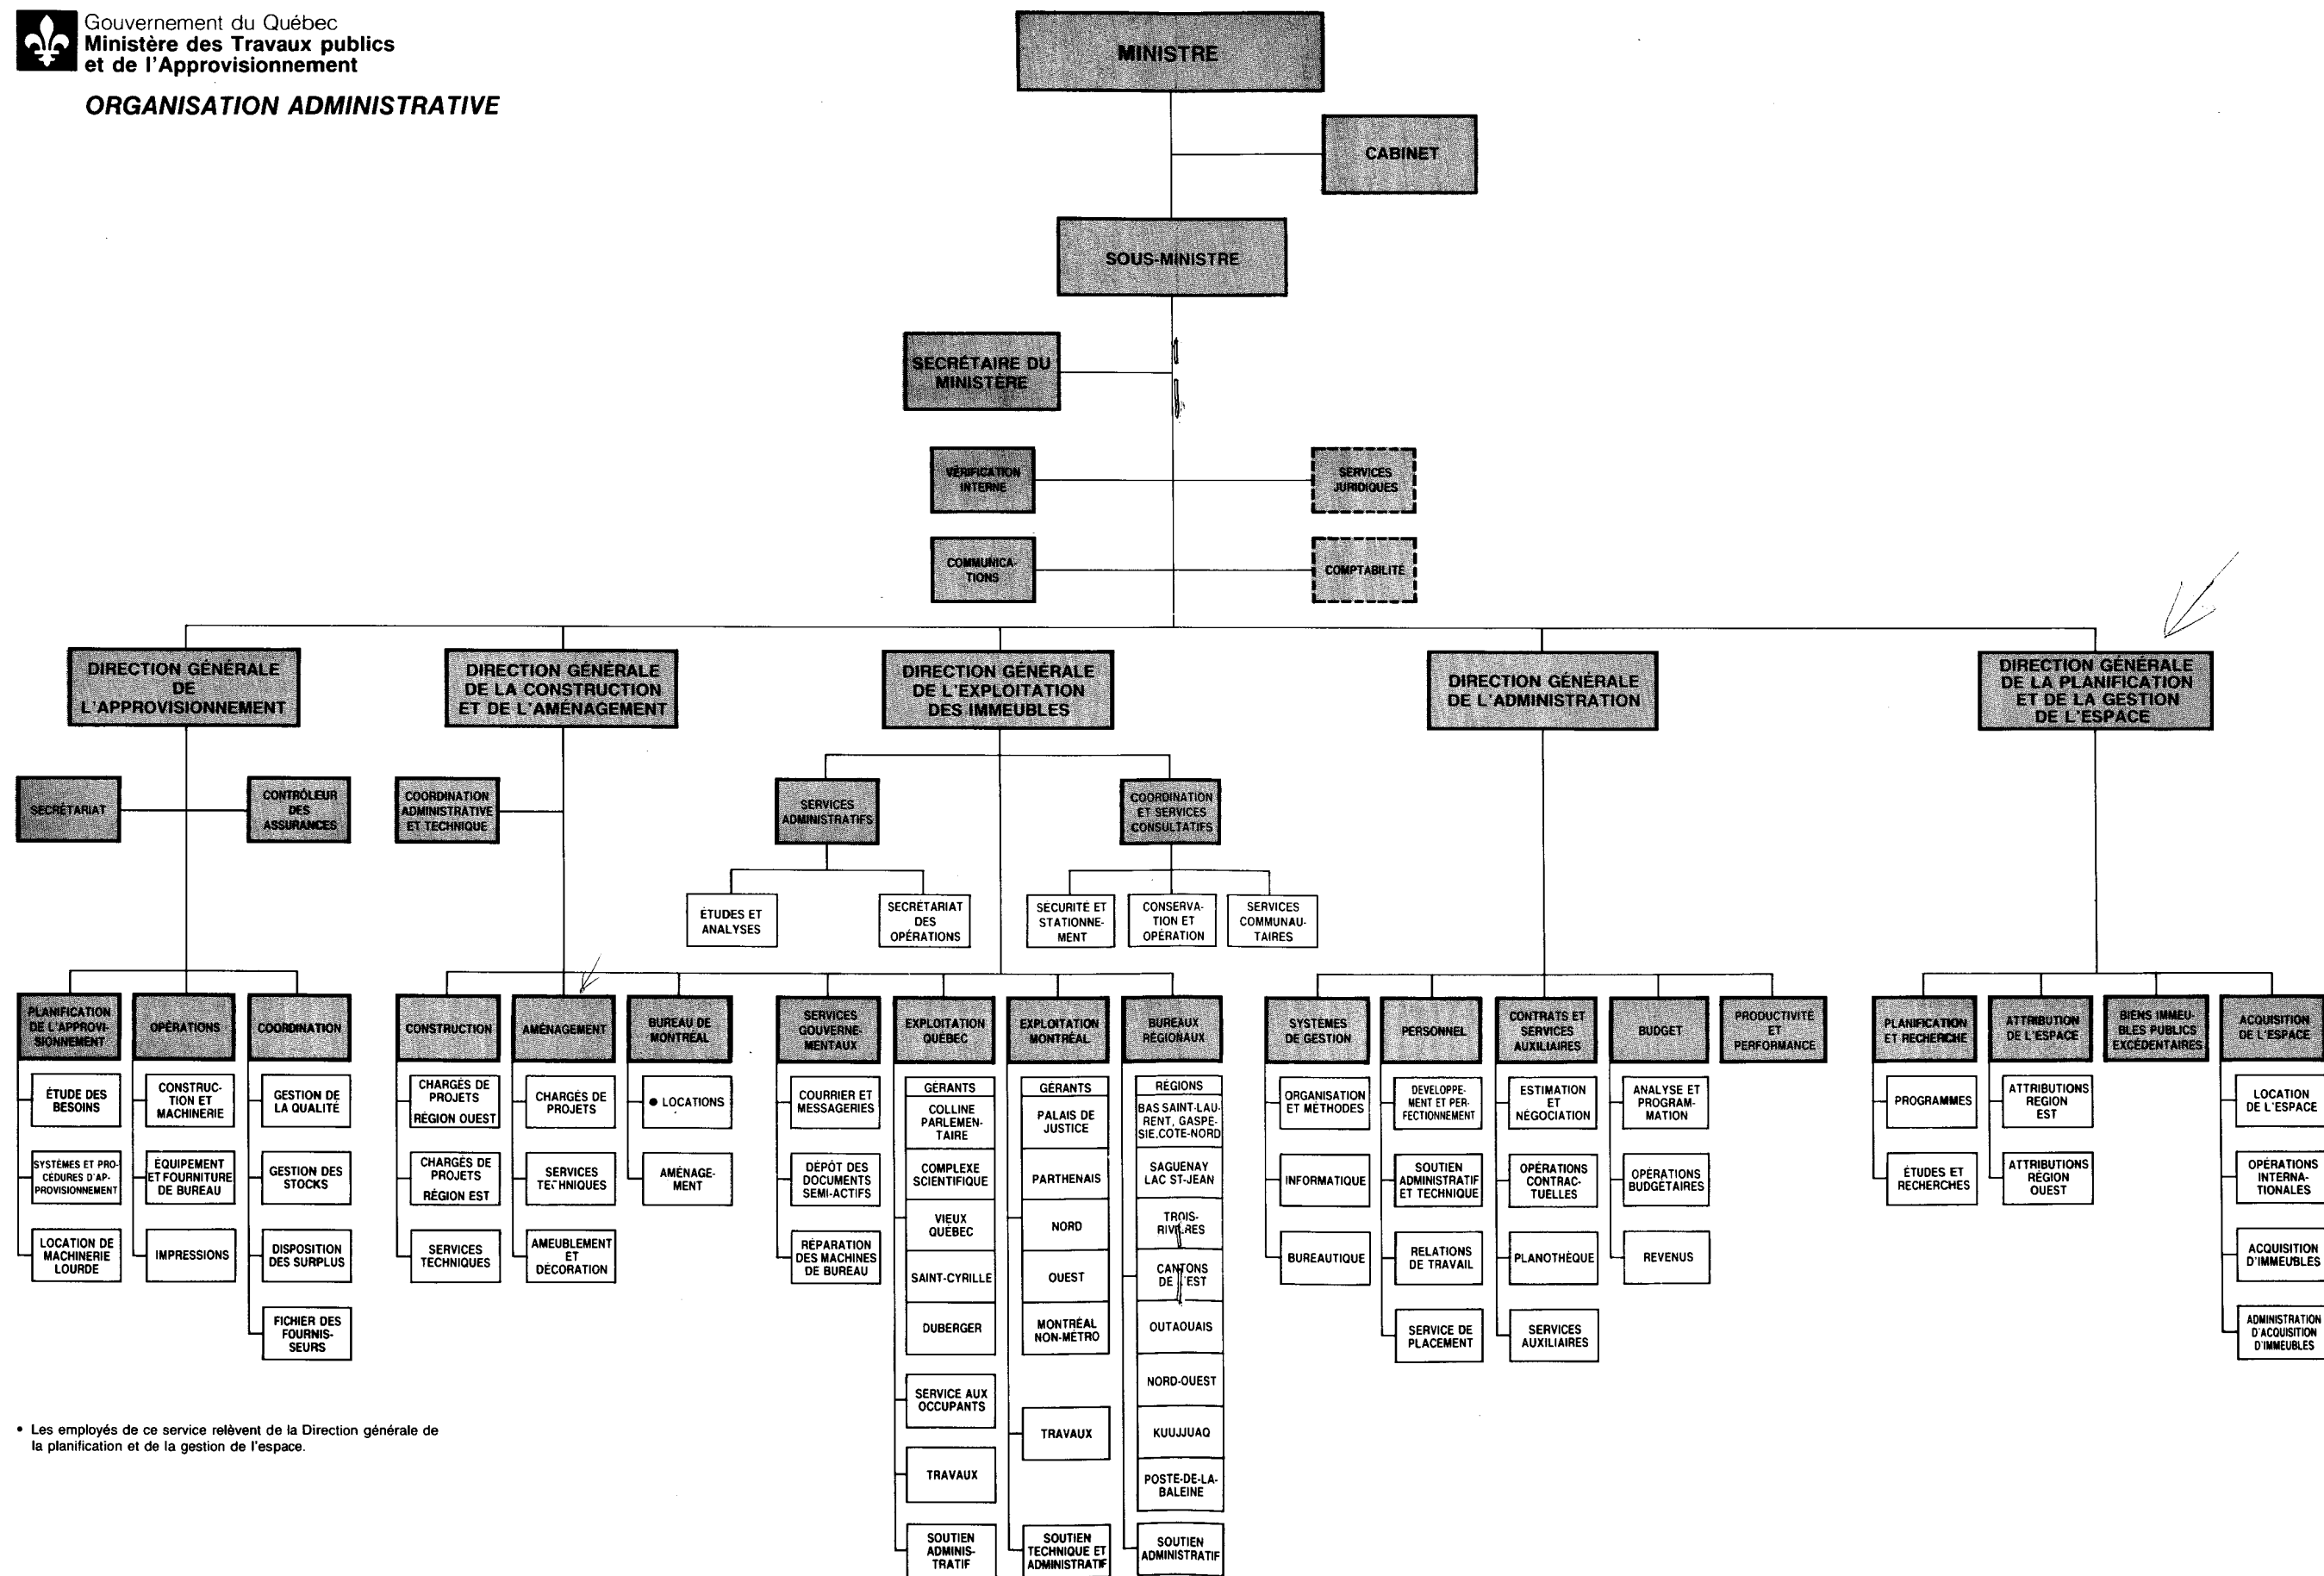 Gouvernement du Québec
Ministère des Travaux publics
et de l'Approvisionnement
ORGANISATION ADMINISTRATIVE
MINISTRE
CABINET
SOUS-MINISTRE
SECRÉTAIRE DU
MINISTÈRE
VÉRIFICATION
INTERNE
SERVICES
JURIDIQUES
COMMUNICA-
TIONS
COMPTABILITÉ
DIRECTION GÉNÉRALE
DE
L'APPROVISIONNEMENT
DIRECTION GÉNÉRALE
DE LA CONSTRUCTION
ET DE L'AMÉNAGEMENT
DIRECTION GÉNÉRALE
DE L'EXPLOITATION
DES IMMEUBLES
DIRECTION GÉNÉRALE
DE L'ADMINISTRATION
DIRECTION GÉNÉRALE
DE LA PLANIFICATION
ET DE LA GESTION
DE L'ESPACE
SECRÉTARIAT
CONTRÔLEUR
DES
ASSURANCES
COORDINATION
ADMINISTRATIVE
ET TECHNIQUE
SERVICES
ADMINISTRATIFS
COORDINATION
ET SERVICES
CONSULTATIFS
ÉTUDES ET
ANALYSES
SECRÉTARIAT
DES
OPÉRATIONS
SÉCURITÉ ET
STATIONNE-
MENT
CONSERVA-
TION ET
OPÉRATION
SERVICES
COMMUNAU-
TAIRES
PLANIFICATION
DE L'APPROVI-
SIONNEMENT
ÉTUDE DES
BESOINS
SYSTÈMES ET PRO-
CÉDURES D'AP-
PROVISIONNEMENT
LOCATION DE
MACHINERIE
LOURDE
OPÉRATIONS
CONSTRUC-
TION ET
MACHINERIE
ÉQUIPEMENT
ET FOURNITURE
DE BUREAU
IMPRESSIONS
COORDINATION
GESTION DE
LA QUALITÉ
GESTION DES
STOCKS
DISPOSITION
DES SURPLUS
FICHIER DES
FOURNIS-
SEURS
CONSTRUCTION
CHARGÉS DE
PROJETS
RÉGION OUEST
CHARGÉS DE
PROJETS
RÉGION EST
SERVICES
TECHNIQUES
AMÉNAGEMENT
CHARGÉS DE
PROJETS
SERVICES
TECHNIQUES
AMEUBLEMENT
ET
DÉCORATION
BUREAU DE
MONTRÉAL
● LOCATIONS
AMÉNAGE-
MENT
SERVICES
GOUVERNE-
MENTAUX
COURRIER ET
MESSAGERIES
DÉPÔT DES
DOCUMENTS
SEMI-ACTIFS
RÉPARATION
DES MACHINES
DE BUREAU
EXPLOITATION
QUÉBEC
GÉRANTS
COLLINE
PARLEMEN-
TAIRE
COMPLEXE
SCIENTIFIQUE
VIEUX
QUÉBEC
SAINT-CYRILLE
DUBERGER
SERVICE AUX
OCCUPANTS
TRAVAUX
SOUTIEN
ADMINIS-
TRATIF
EXPLOITATION
MONTRÉAL
GÉRANTS
PALAIS DE
JUSTICE
PARTHENAIS
NORD
OUEST
MONTRÉAL
NON-MÉTRO
TRAVAUX
SOUTIEN
TECHNIQUE ET
ADMINISTRATIF
BUREAUX
RÉGIONAUX
RÉGIONS
BAS SAINT-LAU-
RENT, GASPÉ-
SIE,COTE-NORD
SAGUENAY
LAC ST-JEAN
TROIS-
RIVIÈRES
CANTONS
DE L'EST
OUTAOUAIS
NORD-OUEST
KUUJJUAQ
POSTE-DE-LA-
BALEINE
SOUTIEN
ADMINISTRATIF
SYSTÈMES
DE GESTION
ORGANISATION
ET MÉTHODES
INFORMATIQUE
BUREAUTIQUE
PERSONNEL
DEVELOPPE-
MENT ET PER-
FECTIONNEMENT
SOUTIEN
ADMINISTRATIF
ET TECHNIQUE
RELATIONS
DE TRAVAIL
SERVICE DE
PLACEMENT
CONTRATS ET
SERVICES
AUXILIAIRES
ESTIMATION
ET
NÉGOCIATION
OPÉRATIONS
CONTRAC-
TUELLES
PLANOTHÈQUE
SERVICES
AUXILIAIRES
BUDGET
ANALYSE ET
PROGRAM-
MATION
OPÉRATIONS
BUDGÉTAIRES
REVENUS
PRODUCTIVITÉ
ET
PERFORMANCE
PLANIFICATION
ET RECHERCHE
PROGRAMMES
ÉTUDES ET
RECHERCHES
ATTRIBUTION
DE L'ESPACE
ATTRIBUTIONS
RÉGION
EST
ATTRIBUTIONS
RÉGION
OUEST
BIENS IMMEU-
BLES PUBLICS
EXCÉDENTAIRES
ACQUISITION
DE L'ESPACE
LOCATION
DE L'ESPACE
OPÉRATIONS
INTERNA-
TIONALES
ACQUISITION
D'IMMEUBLES
ADMINISTRATION
D'ACQUISITION
D'IMMEUBLES
● Les employés de ce service relèvent de la Direction générale de
la planification et de la gestion de l'espace.